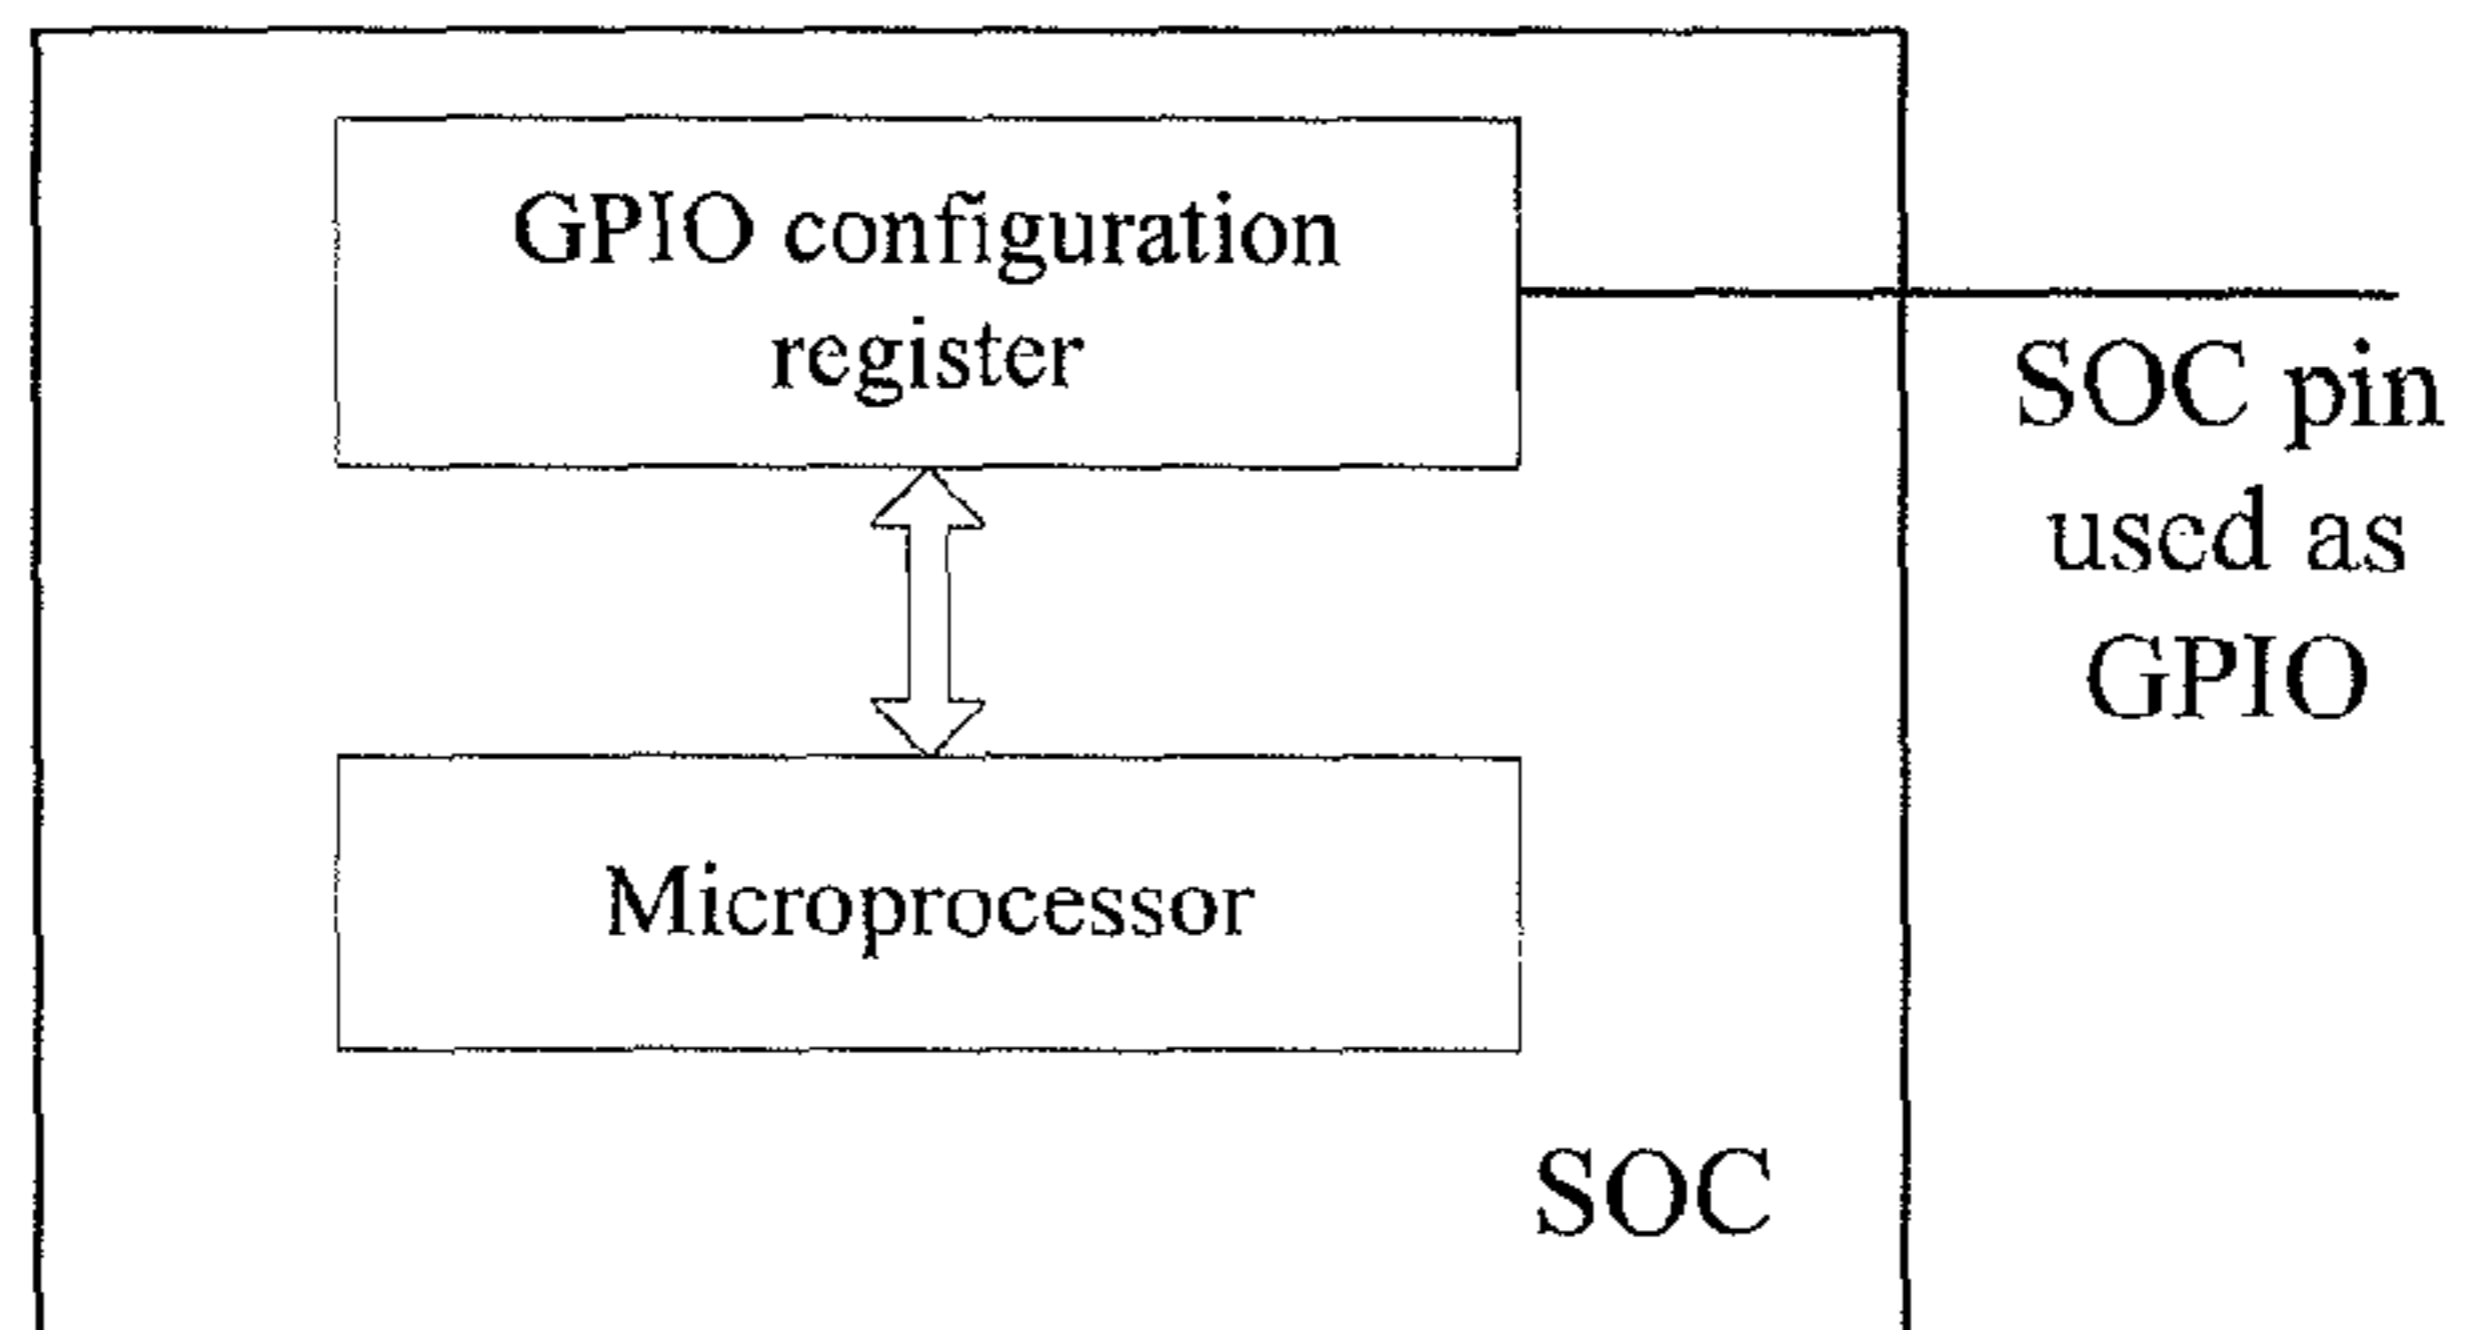 GPIO configuration
register
SOC pin
used as
GPIO
Microprocessor
SOC